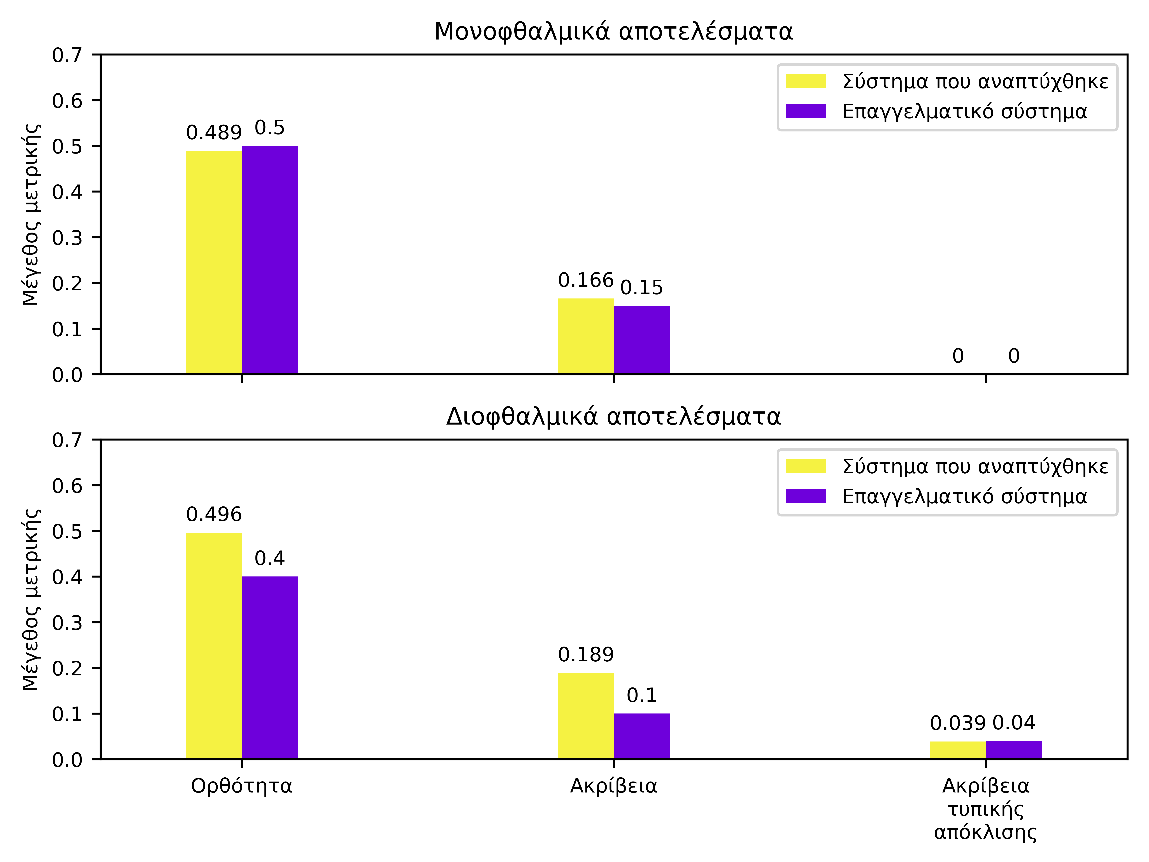 Μονοφθαλμικά αποτελέσματα
0.7
0.6
0.5
0.4
0.3
0.2
0.1
0.0
Μέγεθος μετρικής
Σύστημα που αναπτύχθηκε
Επαγγελματικό σύστημα
0.489 0.5
0.166 0.15
0 0
Διοφθαλμικά αποτελέσματα
0.7
0.6
0.5
0.4
0.3
0.2
0.1
0.0
Μέγεθος μετρικής
Σύστημα που αναπτύχθηκε
Επαγγελματικό σύστημα
0.496 0.4
0.189 0.1
0.039 0.04
Ορθότητα
Ακρίβεια
Ακρίβεια
τυπικής
απόκλισης